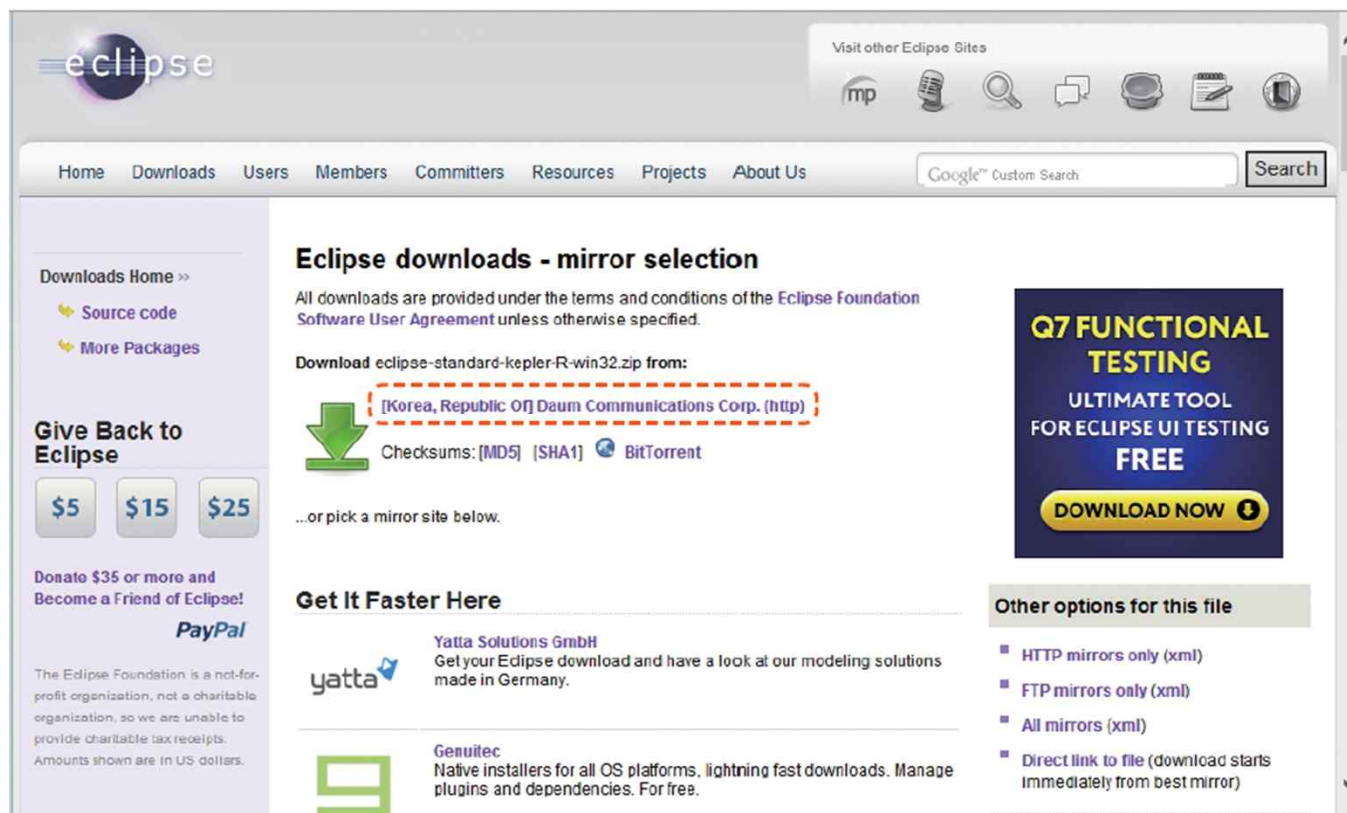 eclipse
Visit other Eclipse Sites
mp
Home Downloads Users Members Committers Resources Projects About Us
Google™ Custom Search
Search
Downloads Home »
Source code
More Packages
Give Back to
Eclipse
$5 $15 $25
Donate $35 or more and
Become a Friend of Eclipse!
PayPal
The Eclipse Foundation is a not-for-
profit organization, not a charitable
organization, so we are unable to
provide charitable tax receipts.
Amounts shown are in US dollars.
Eclipse downloads - mirror selection
All downloads are provided under the terms and conditions of the Eclipse Foundation
Software User Agreement unless otherwise specified.
Download eclipse-standard-kepler-R-win32.zip from:
[Korea, Republic Of] Daum Communications Corp. (http)
Checksums: [MD5] [SHA1] BitTorrent
...or pick a mirror site below.
Get It Faster Here
yatta
Yatta Solutions GmbH
Get your Eclipse download and have a look at our modeling solutions
made in Germany.
Genuitec
Native installers for all OS platforms, lightning fast downloads. Manage
plugins and dependencies. For free.
Q7 FUNCTIONAL
TESTING
ULTIMATE TOOL
FOR ECLIPSE UI TESTING
FREE
DOWNLOAD NOW
Other options for this file
HTTP mirrors only (xml)
FTP mirrors only (xml)
All mirrors (xml)
Direct link to file (download starts
immediately from best mirror)